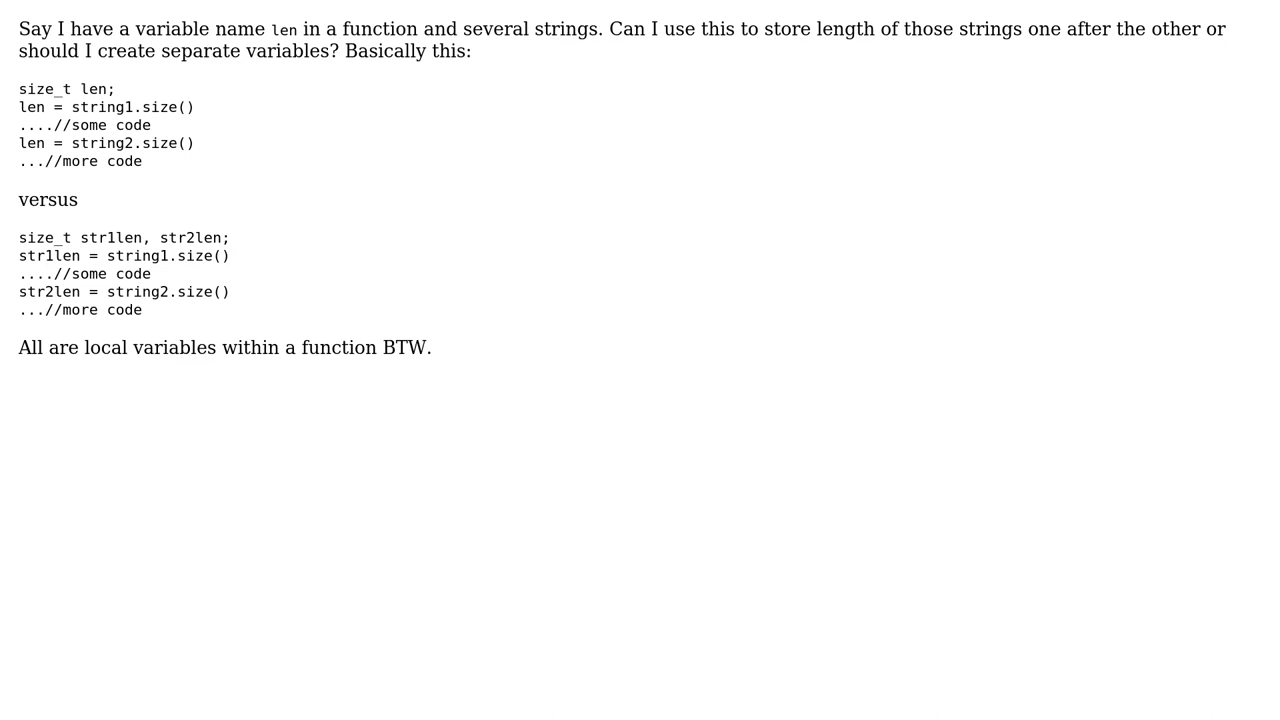 Say I have a variable name len in a function and several strings. Can I use this to store length of those strings one after the other or
should I create separate variables? Basically this:
size_t len;
len = string1.size()
....//some code
len = string2.size()
...//more code
versus
size_t str1len, str2len;
str1len = string1.size()
....//some code
str2len = string2.size()
...//more code
All are local variables within a function BTW.